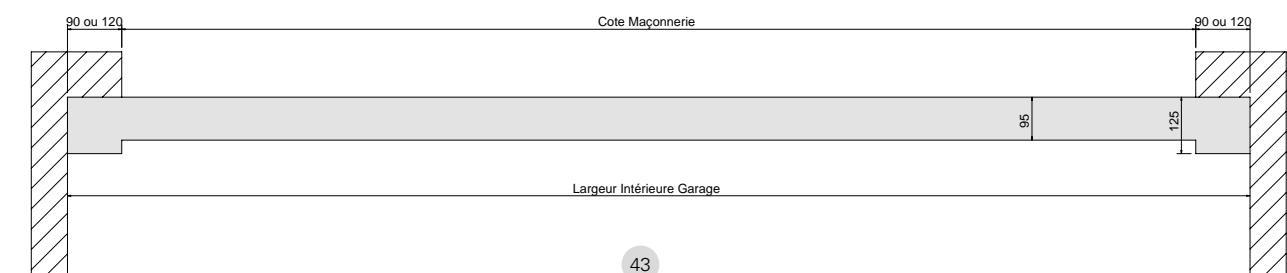 90 ou 120
Cote Maçonnerie
90 ou 120
95
125
Largeur Intérieure Garage
43